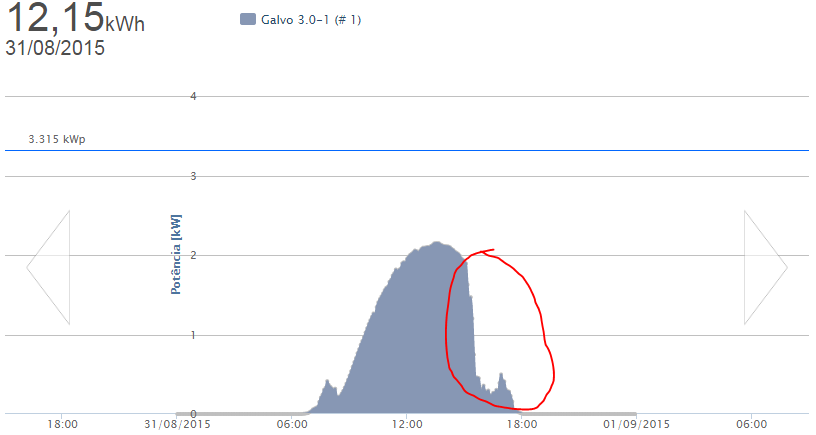 12,15kWh
31/08/2015
Galvo 3.0-1 (# 1)
4
3.315 kWp
3
Potência [kW]
2
1
0
18:00 31/08/2015 06:00 12:00 18:00 01/09/2015 06:00